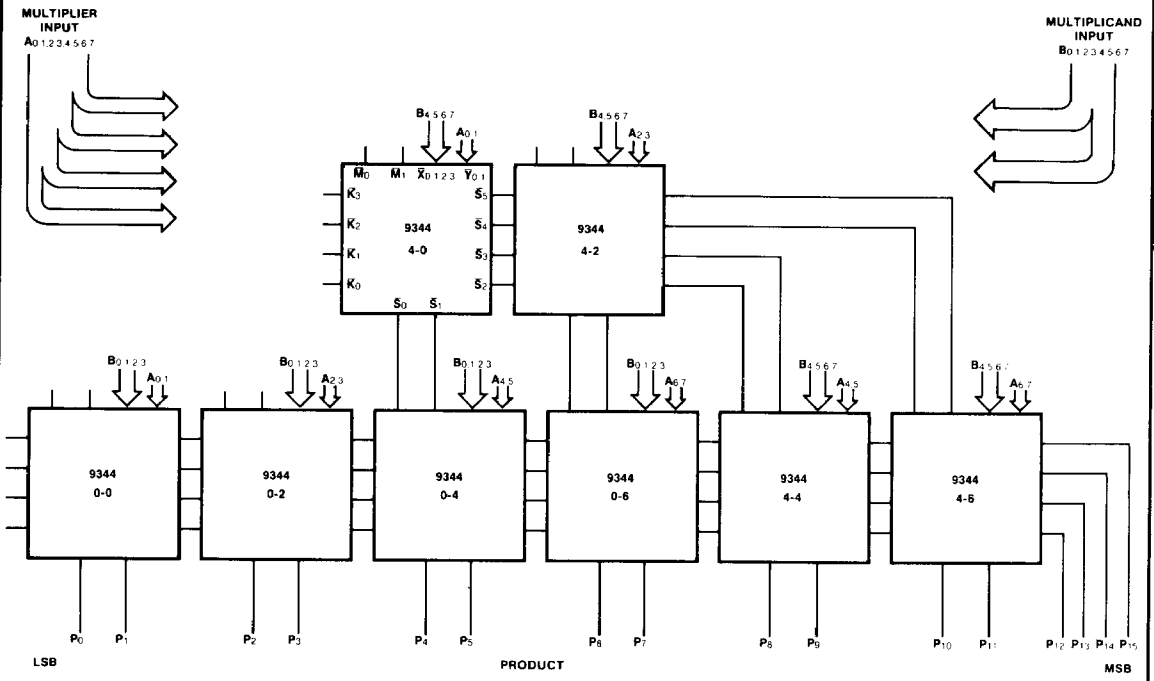 MULTIPLIER
INPUT
A0 1,2,3,4 5 6 7
MULTIPLICAND
INPUT
B0 1 2 3 4 5 6 7
B4 5 6 7
A0 1
B4 5 6 7
A2 3
M̅0 M̅1 X̅0 1 2 3 Y̅0 1
K̅3 S̅5
K̅2 9344 S̅4 9344
4-0 4-2
K̅1 S̅3
K̅0 S̅2
S̅0 S̅1
B0 1 2 3
A0 1
B0 1 2 3
A2 3
B0 1 2 3
A4 5
B0 1 2 3
A6 7
B4 5 6 7
A4 5
B4 5 6 7
A6 7
9344 9344 9344 9344 9344 9344
0-0 0-2 0-4 0-6 4-4 4-6
P0 P1 P2 P3 P4 P5 P6 P7 P8 P9 P10 P11 P12 P13 P14 P15
LSB PRODUCT MSB